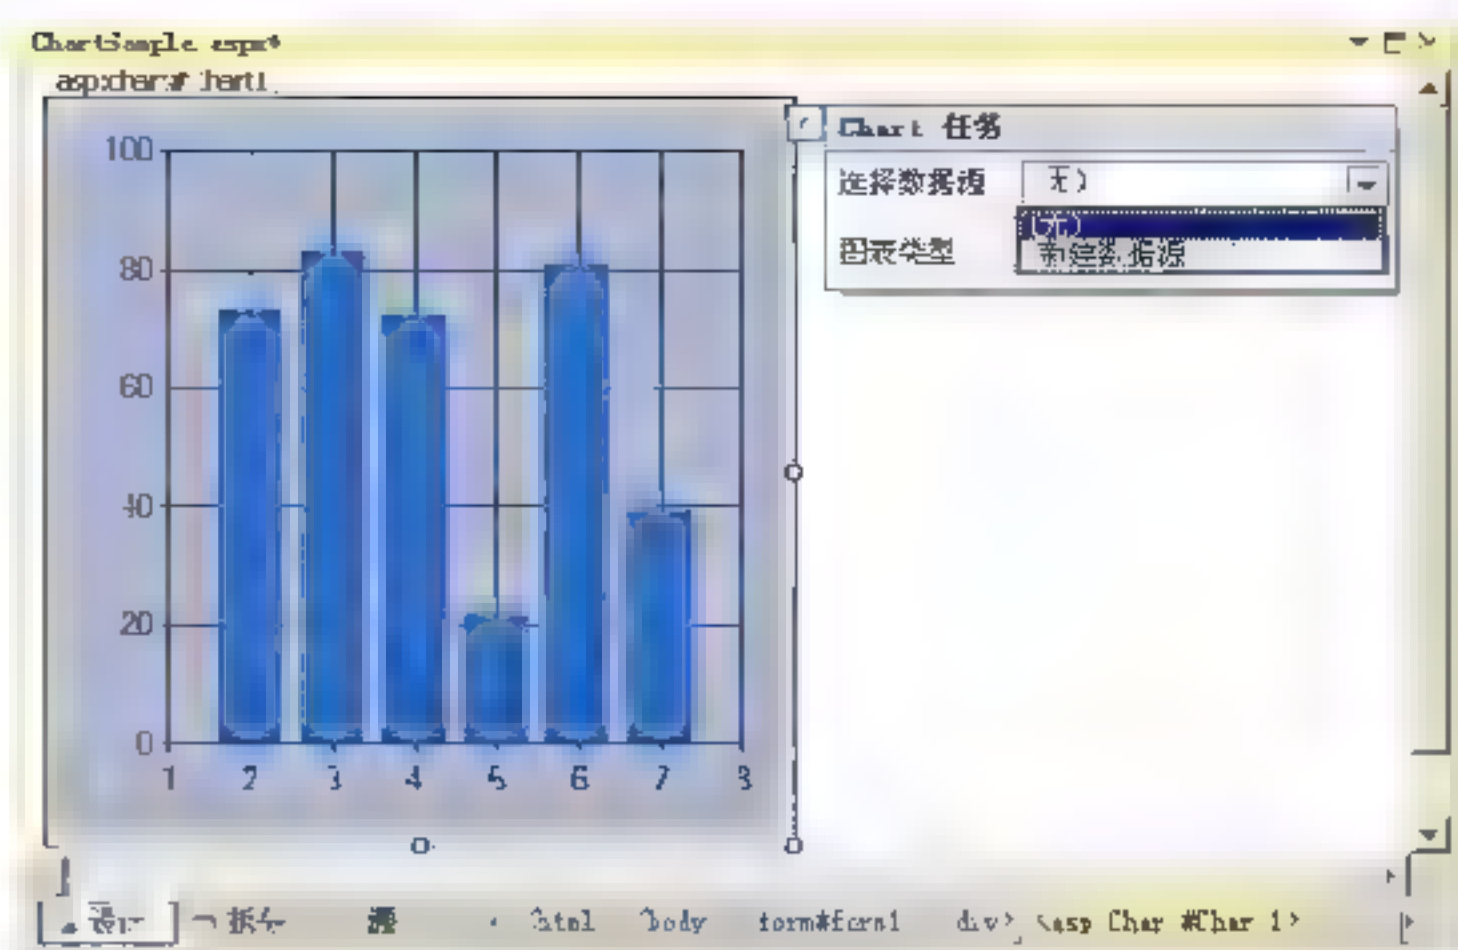 ChartSample.aspx*
asp:chart#Chart1
Chart 任务
选择数据源 (无)
(无)
图表类型 新建数据源
100
80
60
40
20
0
1 2 3 4 5 6 7 8
设计 拆分 源 <html> <body> <form#form1> <div> <asp:Chart#Chart1>